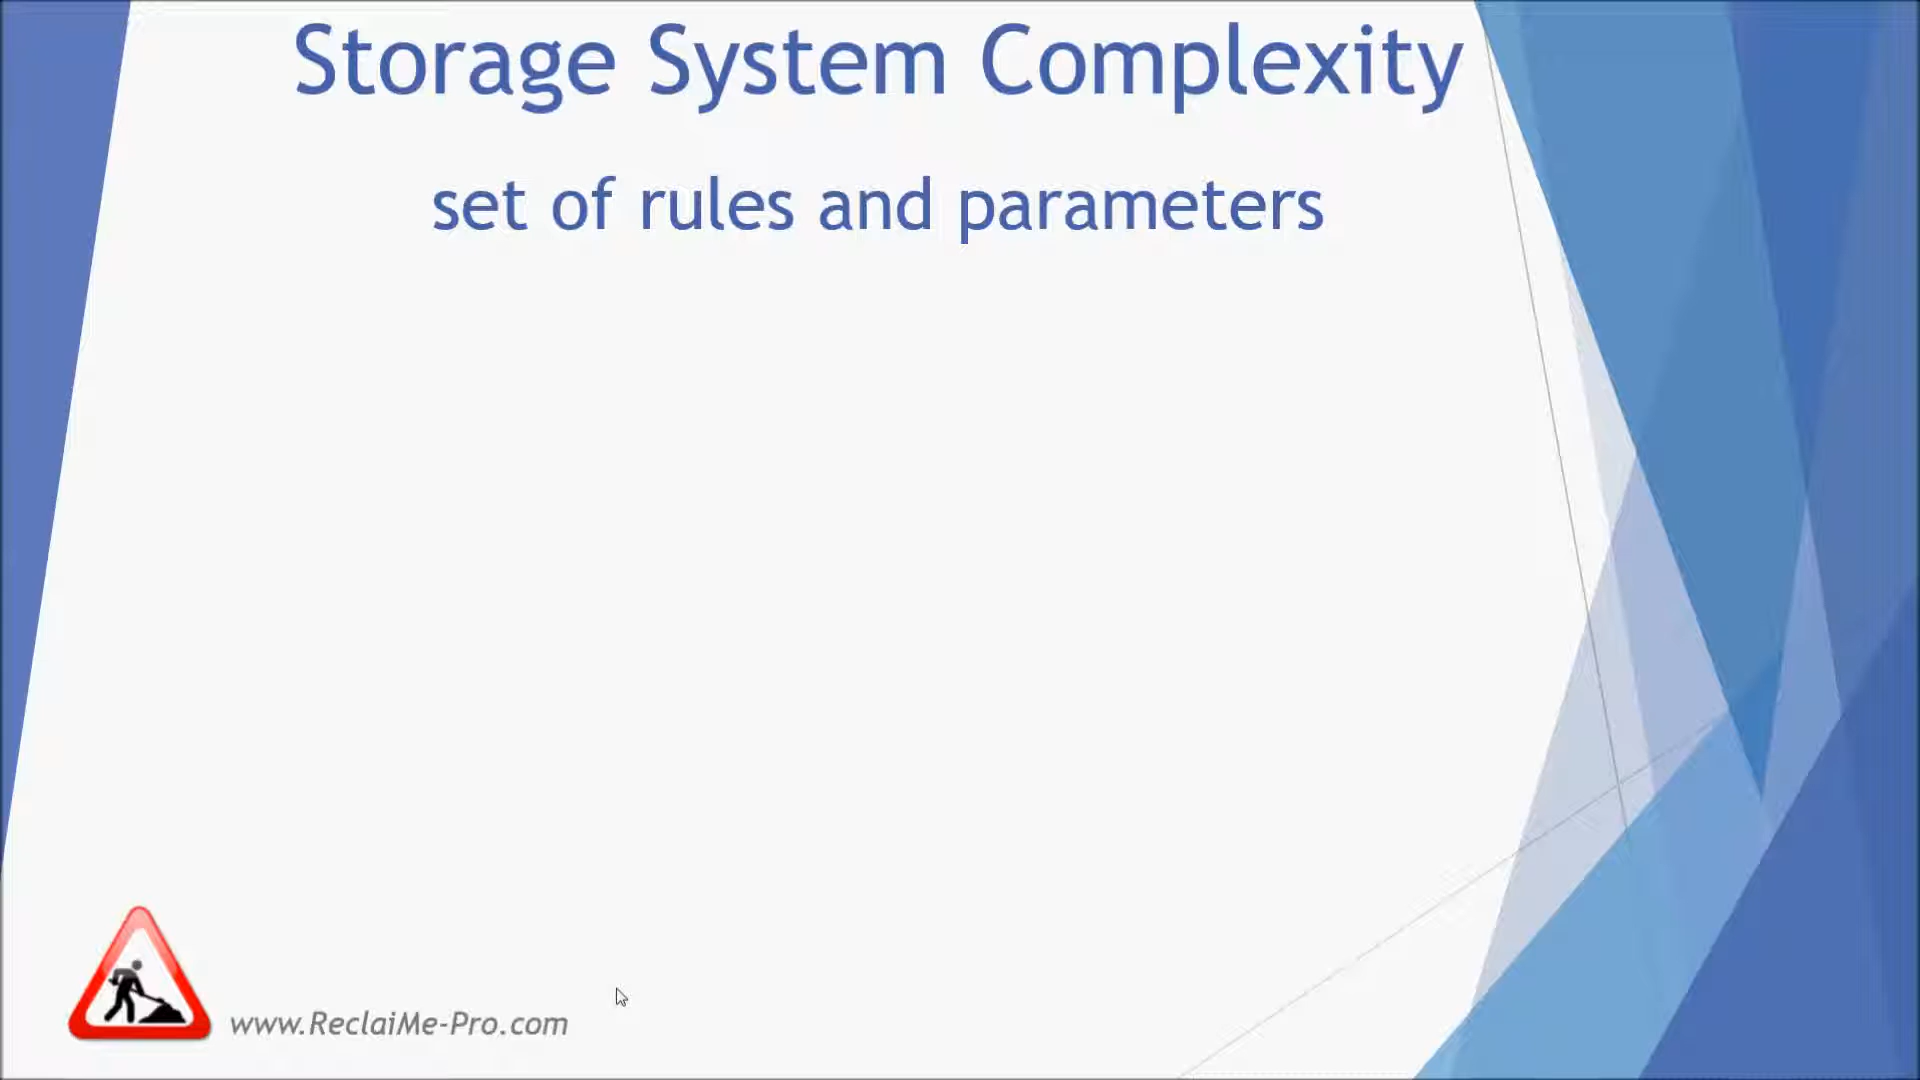 Storage System Complexity
set of rules and parameters
www.ReclaiMe-Pro.com